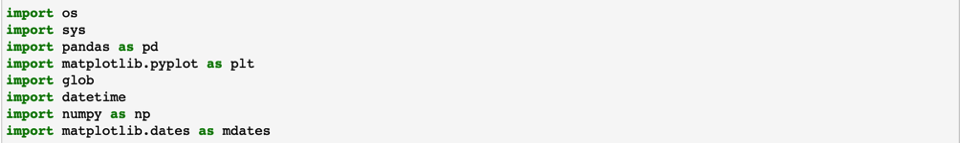 import os
import sys
import pandas as pd
import matplotlib.pyplot as plt
import glob
import datetime
import numpy as np
import matplotlib.dates as mdates